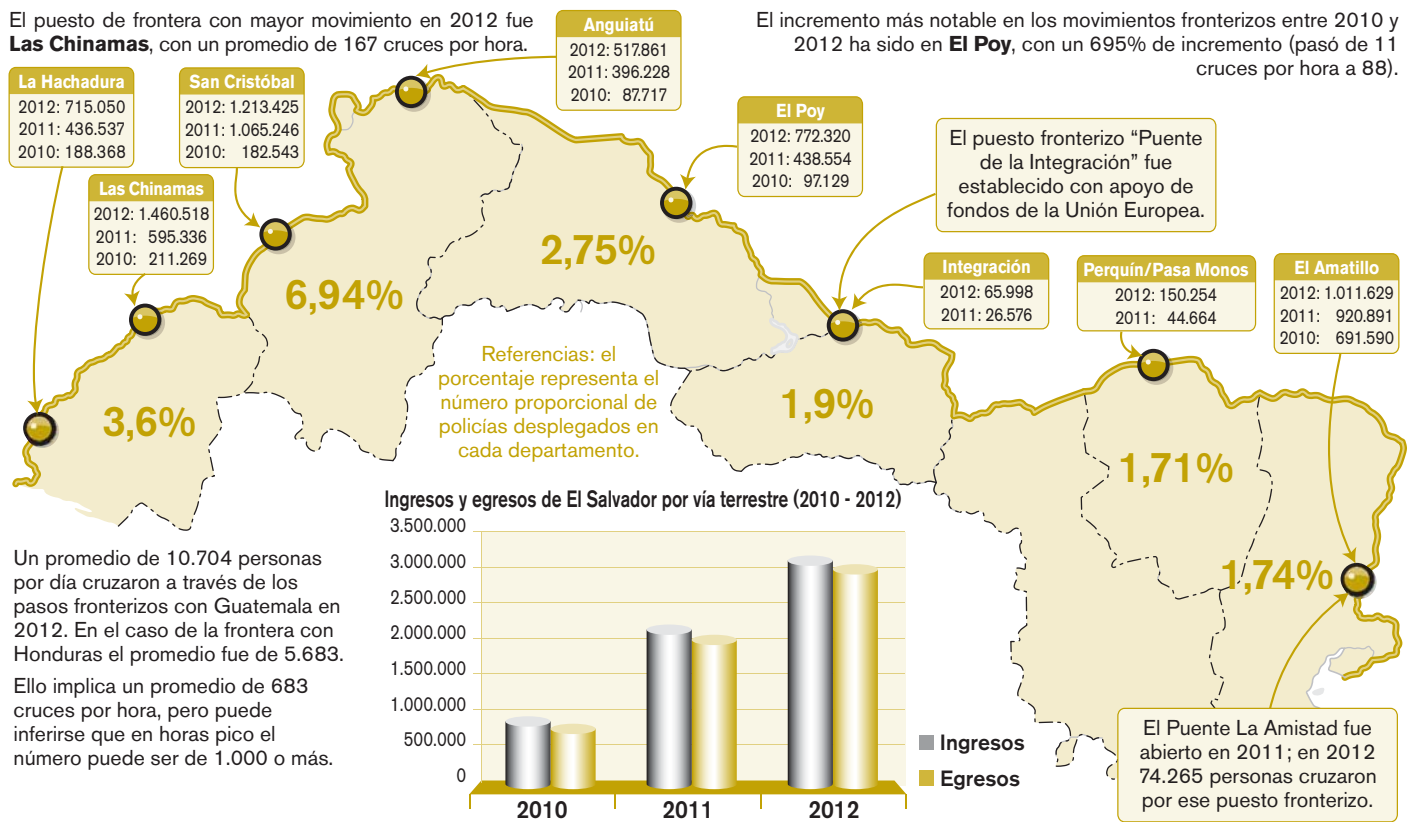 El puesto de frontera con mayor movimiento en 2012 fue
Las Chinamas, con un promedio de 167 cruces por hora.
El incremento más notable en los movimientos fronterizos entre 2010 y
2012 ha sido en El Poy, con un 695% de incremento (pasó de 11
cruces por hora a 88).
La Hachadura
2012: 715.050
2011: 436.537
2010: 188.368
San Cristóbal
2012: 1.213.425
2011: 1.065.246
2010: 182.543
Anguiatú
2012: 517.861
2011: 396.228
2010: 87.717
Las Chinamas
2012: 1.460.518
2011: 595.336
2010: 211.269
El Poy
2012: 772.320
2011: 438.554
2010: 97.129
El puesto fronterizo “Puente
de la Integración” fue
establecido con apoyo de
fondos de la Unión Europea.
Integración
2012: 65.998
2011: 26.576
Perquín/Pasa Monos
2012: 150.254
2011: 44.664
El Amatillo
2012: 1.011.629
2011: 920.891
2010: 691.590
3,6%
6,94%
2,75%
1,9%
1,71%
1,74%
Referencias: el
porcentaje representa el
número proporcional de
policías desplegados en
cada departamento.
Un promedio de 10.704 personas
por día cruzaron a través de los
pasos fronterizos con Guatemala en
2012. En el caso de la frontera con
Honduras el promedio fue de 5.683.
Ello implica un promedio de 683
cruces por hora, pero puede
inferirse que en horas pico el
número puede ser de 1.000 o más.
Ingresos y egresos de El Salvador por vía terrestre (2010 - 2012)
3.500.000
3.000.000
2.500.000
2.000.000
1.500.000
1.000.000
500.000
0
2010
2011
2012
Ingresos
Egresos
El Puente La Amistad fue
abierto en 2011; en 2012
74.265 personas cruzaron
por ese puesto fronterizo.